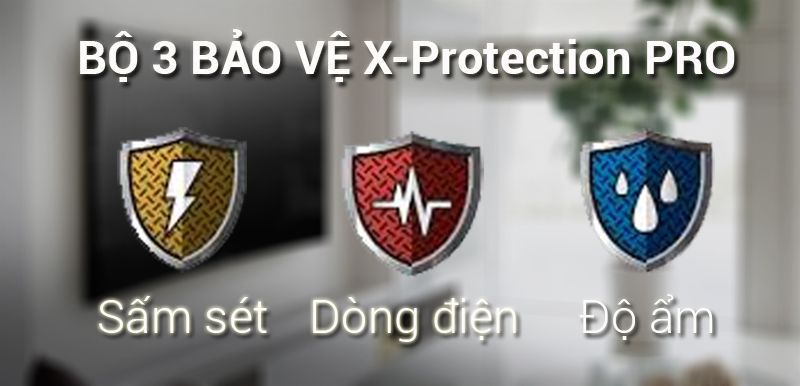 BỘ 3 BẢO VỆ X-Protection PRO
Sấm sét Dòng điện Độ ẩm